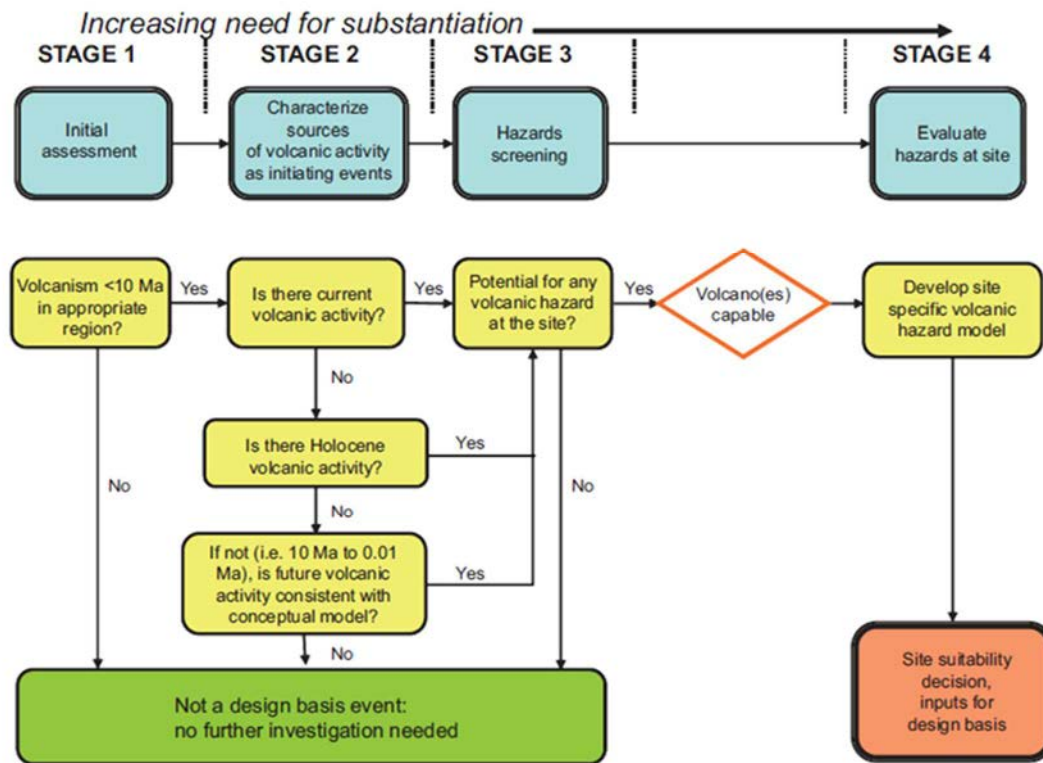 Increasing need for substantiation
STAGE 1
STAGE 2
STAGE 3
STAGE 4
Initial
assessment
Characterize
sources
of volcanic activity
as initiating events
Hazards
screening
Evaluate
hazards at site
Volcanism <10 Ma
in appropriate
region?
Yes
Is there current
volcanic activity?
Yes
Potential for any
volcanic hazard
at the site?
Yes
Volcano(es)
capable
Develop site
specific volcanic
hazard model
No
Is there Holocene
volcanic activity?
Yes
No
No
No
If not (i.e. 10 Ma to 0.01
Ma), is future volcanic
activity consistent with
conceptual model?
Yes
No
Not a design basis event:
no further investigation needed
Site suitability
decision,
inputs for
design basis